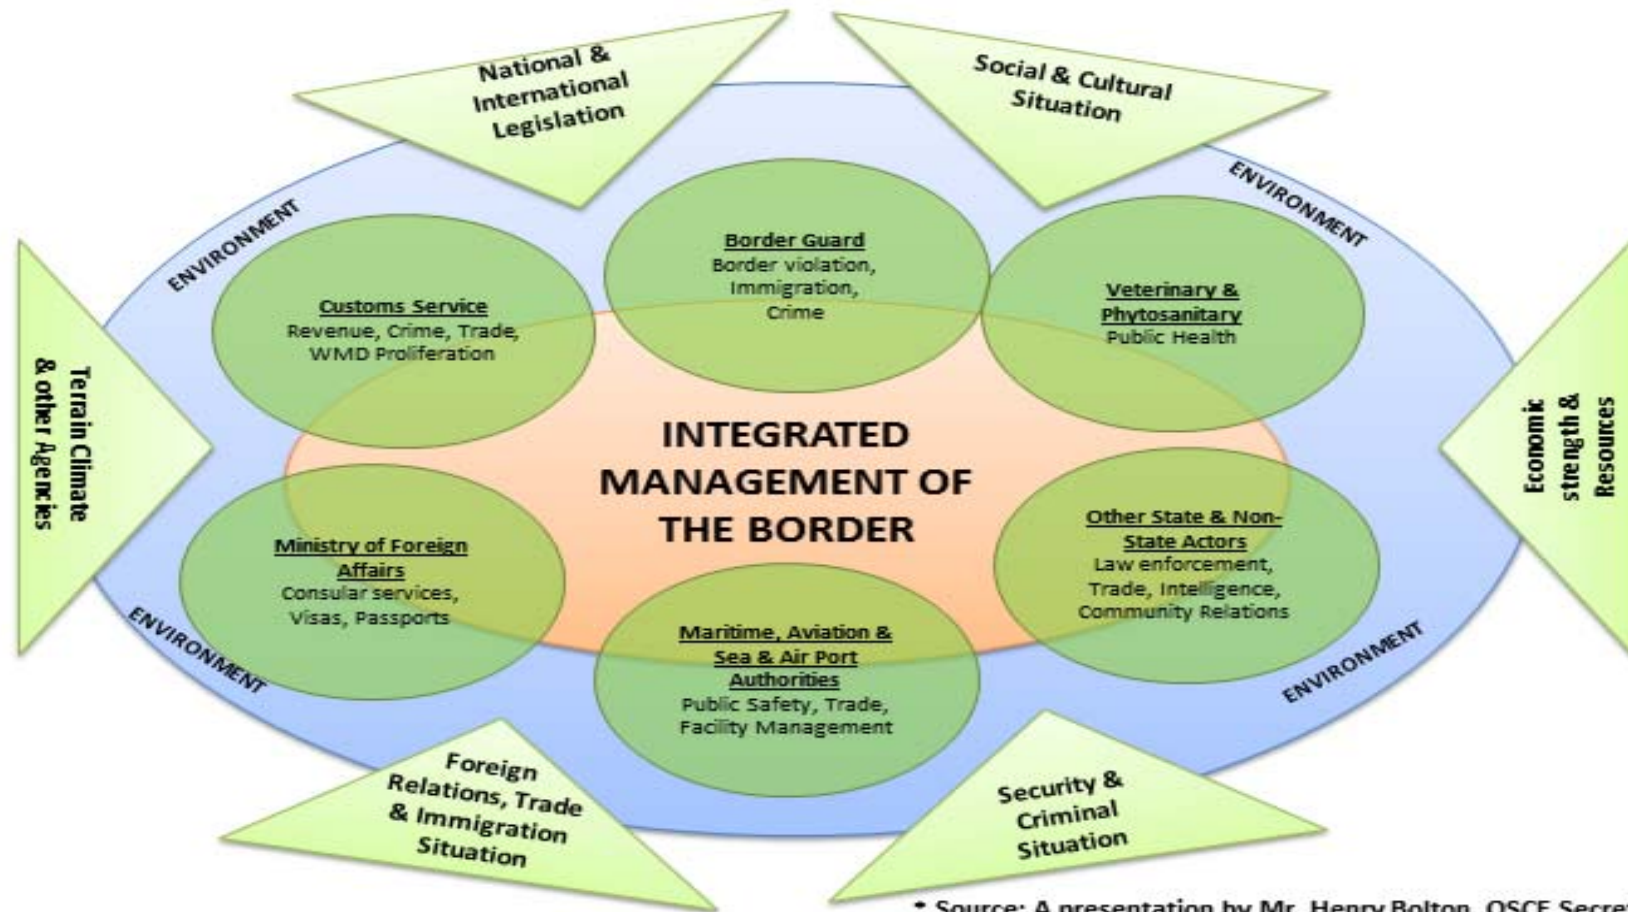 National &
International
Legislation
Social & Cultural
Situation
ENVIRONMENT
ENVIRONMENT
Border Guard
Border violation,
Immigration,
Crime
Customs Service
Revenue, Crime, Trade,
WMD Proliferation
Veterinary &
Phytosanitary
Public Health
Terrain Climate
& other Agencies
INTEGRATED
MANAGEMENT OF
THE BORDER
Economic
strength &
Resources
Ministry of Foreign
Affairs
Consular services,
Visas, Passports
Other State & Non-
State Actors
Law enforcement,
Trade, Intelligence,
Community Relations
Maritime, Aviation &
Sea & Air Port
Authorities
Public Safety, Trade,
Facility Management
ENVIRONMENT
ENVIRONMENT
Foreign
Relations, Trade
& Immigration
Situation
Security &
Criminal
Situation
* Source: A presentation by Mr. Henry Bolton, OSCE